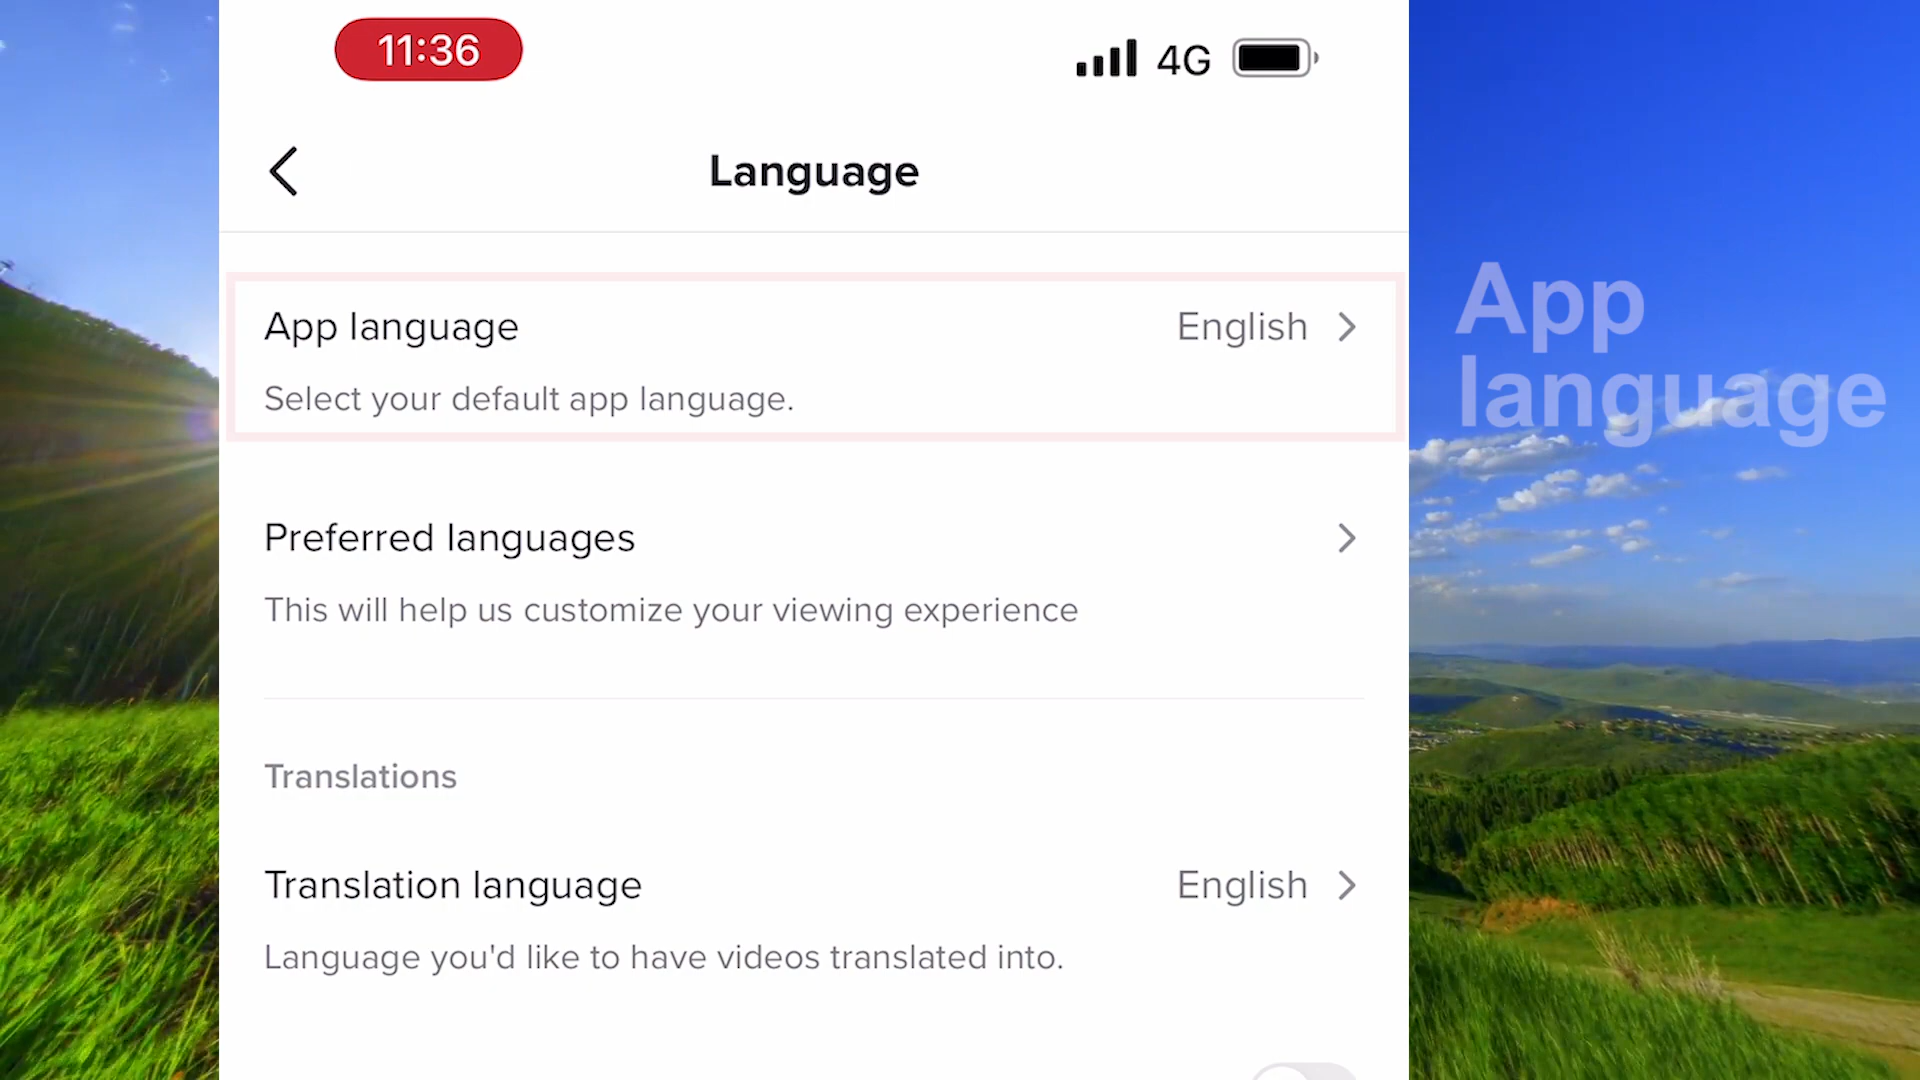 11:36
4G
Language
App language
English
Select your default app language.
Preferred languages
This will help us customize your viewing experience
Translations
Translation language
English
Language you'd like to have videos translated into.
App
language